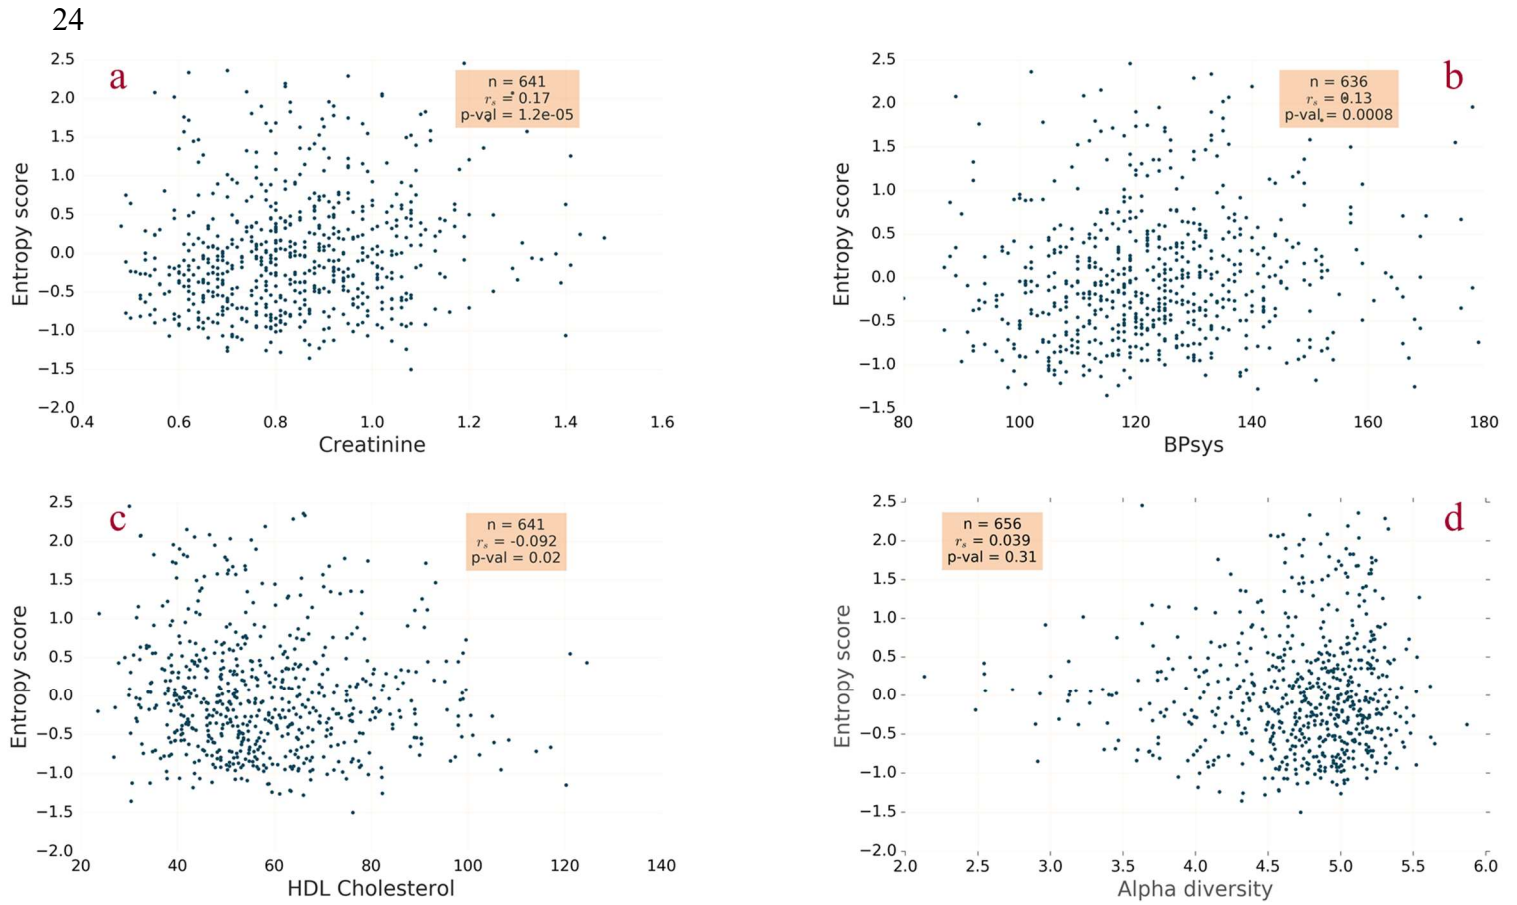 24
a
n = 641
rs = 0.17
p-val = 1.2e-05
2.5
2.0
1.5
1.0
0.5
0.0
−0.5
−1.0
−1.5
−2.0
Entropy score
0.4 0.6 0.8 1.0 1.2 1.4 1.6
Creatinine
b
n = 636
rs = 0.13
p-val = 0.0008
2.5
2.0
1.5
1.0
0.5
0.0
−0.5
−1.0
−1.5
Entropy score
80 100 120 140 160 180
BPsys
c
n = 641
rs = -0.092
p-val = 0.02
2.5
2.0
1.5
1.0
0.5
0.0
−0.5
−1.0
−1.5
−2.0
Entropy score
20 40 60 80 100 120 140
HDL Cholesterol
d
n = 656
rs = 0.039
p-val = 0.31
2.5
2.0
1.5
1.0
0.5
0.0
−0.5
−1.0
−1.5
−2.0
Entropy score
2.0 2.5 3.0 3.5 4.0 4.5 5.0 5.5 6.0
Alpha diversity